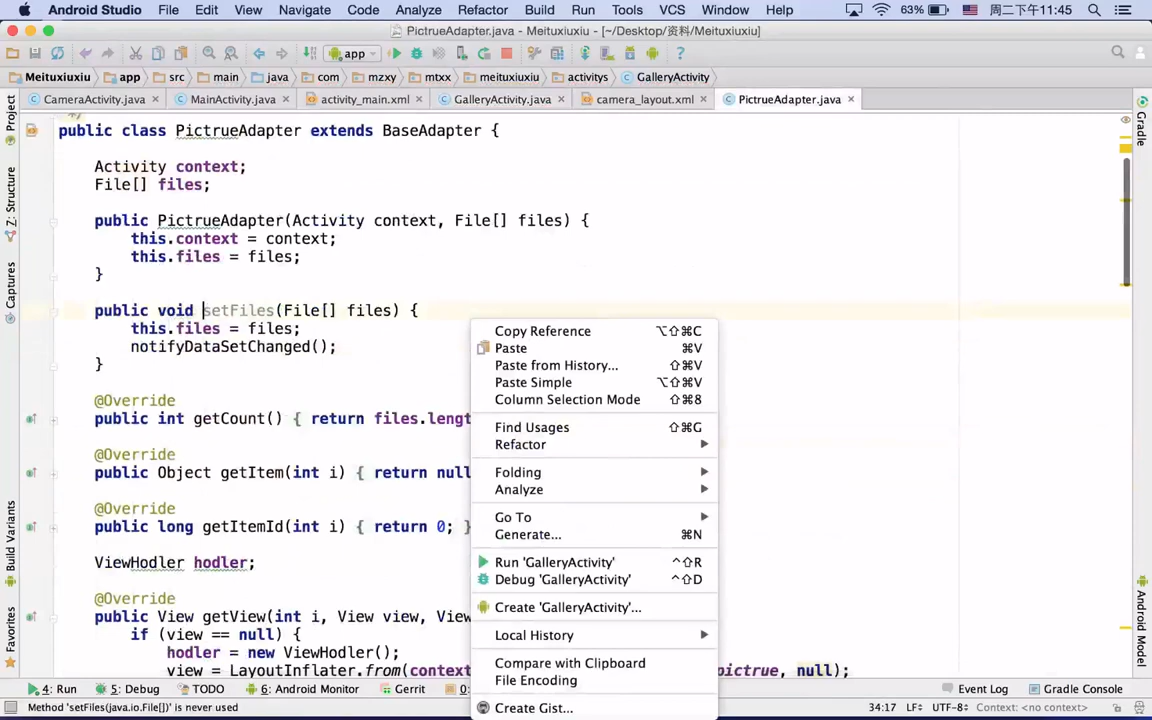 Android Studio File Edit View Navigate Code Analyze Refactor Build Run Tools VCS Window Help 63% 周二下午11:45
PictrueAdapter.java - [~/Desktop/资料/Meituxiuxiu]
app
Meituxiuxiu app src main java com mzxy mtxx meituxiuxiu activitys GalleryActivity
CameraActivity.java MainActivity.java activity_main.xml GalleryActivity.java camera_layout.xml PictrueAdapter.java
Project
Z: Structure
Captures
Build Variants
Favorites
Gradle
Android Model
public class PictrueAdapter extends BaseAdapter {
Activity context;
File[] files;
public PictrueAdapter(Activity context, File[] files) {
this.context = context;
this.files = files;
}
public void setFiles(File[] files) {
this.files = files;
notifyDataSetChanged();
}
@Override
public int getCount() { return files.lengt
@Override
public Object getItem(int i) { return null
@Override
public long getItemId(int i) { return 0; }
ViewHodler hodler;
@Override
public View getView(int i, View view, View
if (view == null) {
hodler = new ViewHodler();
view = LayoutInflater.from(context pictrue, null);
Copy Reference ⌥⇧⌘C
Paste ⌘V
Paste from History... ⇧⌘V
Paste Simple ⌥⇧⌘V
Column Selection Mode ⇧⌘8
Find Usages ⇧⌘G
Refactor
Folding
Analyze
Go To
Generate... ⌘N
Run 'GalleryActivity' ^⇧R
Debug 'GalleryActivity' ^⇧D
Create 'GalleryActivity'...
Local History
Compare with Clipboard
File Encoding
Create Gist...
4: Run 5: Debug TODO 6: Android Monitor Gerrit 0: Event Log Gradle Console
Method 'setFiles(java.io.File[])' is never used 34:17 LF÷ UTF-8÷ Context: <no context>